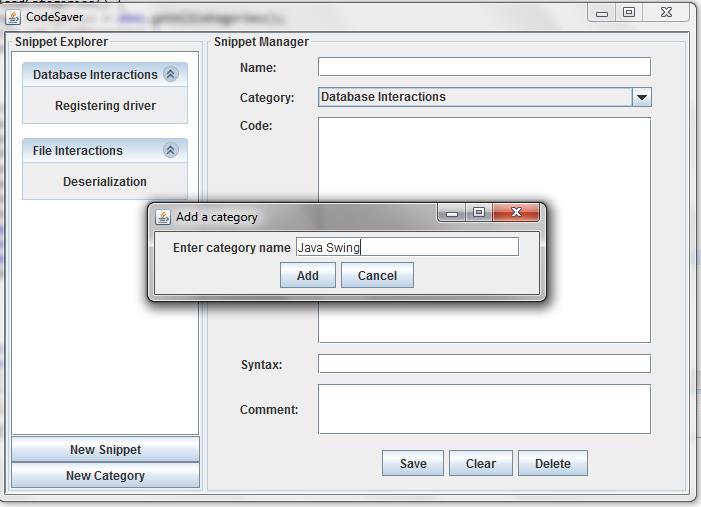 CodeSaver
Snippet Explorer
Database Interactions
Registering driver
File Interactions
Deserialization
New Snippet
New Category
Snippet Manager
Name:
Category: Database Interactions
Code:
Syntax:
Comment:
Save Clear Delete
Add a category
Enter category name Java Swing
Add Cancel